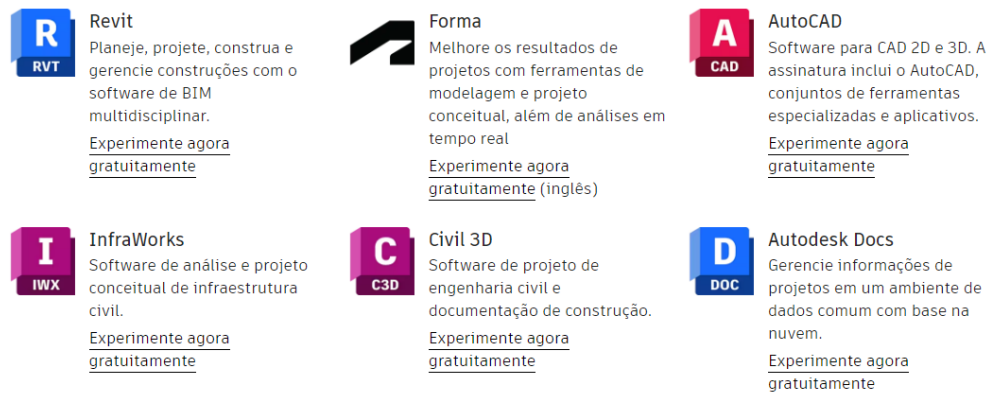 R
RVT
Revit
Planeje, projete, construa e
gerencie construções com o
software de BIM
multidisciplinar.
Experimente agora
gratuitamente
Forma
Melhore os resultados de
projetos com ferramentas de
modelagem e projeto
conceitual, além de análises em
tempo real
Experimente agora
gratuitamente (inglês)
A
CAD
AutoCAD
Software para CAD 2D e 3D. A
assinatura inclui o AutoCAD,
conjuntos de ferramentas
especializadas e aplicativos.
Experimente agora
gratuitamente
I
IWX
InfraWorks
Software de análise e projeto
conceitual de infraestrutura
civil.
Experimente agora
gratuitamente
C
C3D
Civil 3D
Software de projeto de
engenharia civil e
documentação de construção.
Experimente agora
gratuitamente
D
DOC
Autodesk Docs
Gerencie informações de
projetos em um ambiente de
dados comum com base na
nuvem.
Experimente agora
gratuitamente